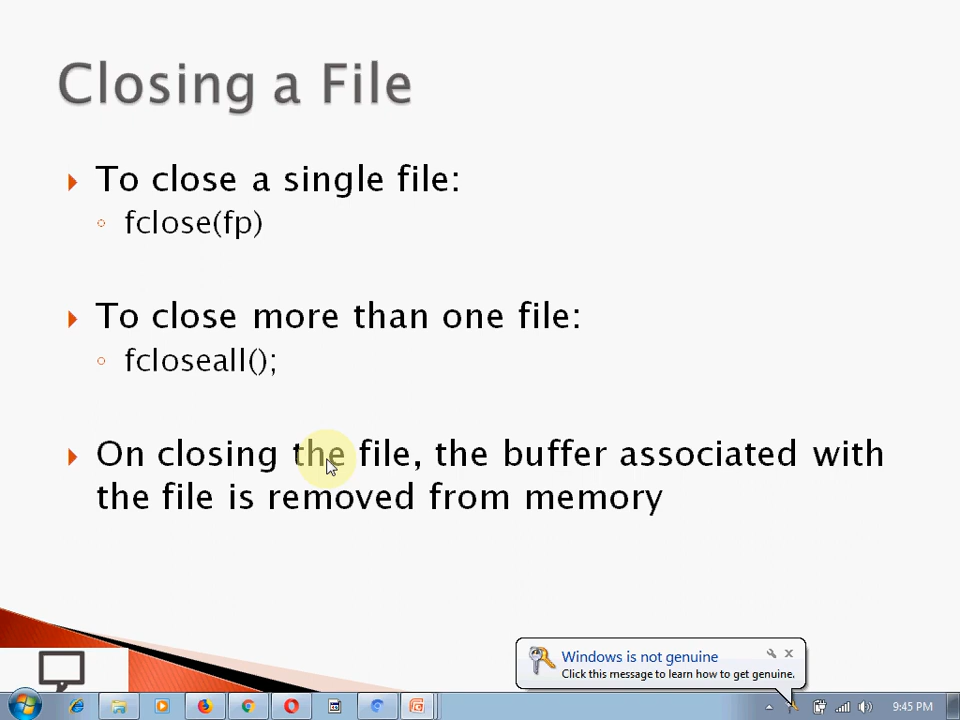 Closing a File
To close a single file:
fclose(fp)
To close more than one file:
fcloseall();
On closing the file, the buffer associated with
the file is removed from memory
Windows is not genuine
Click this message to learn how to get genuine.
9:45 PM